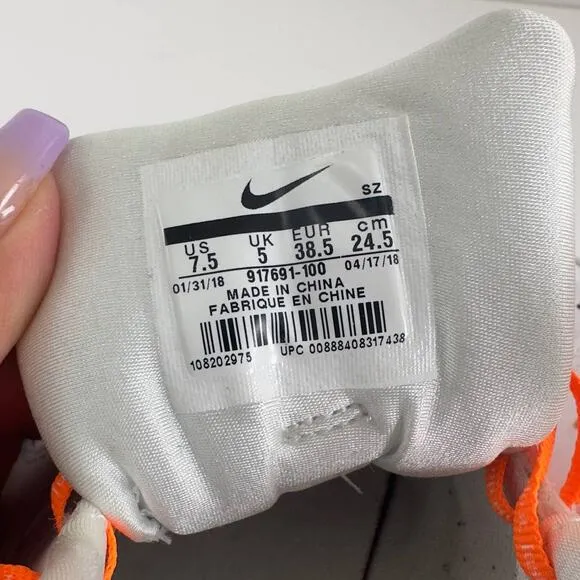 SZ
US UK EUR cm
7.5 5 38.5 24.5
01/31/18 917691-100 04/17/18
MADE IN CHINA
FABRIQUE EN CHINE
108202975 UPC 00888408317438